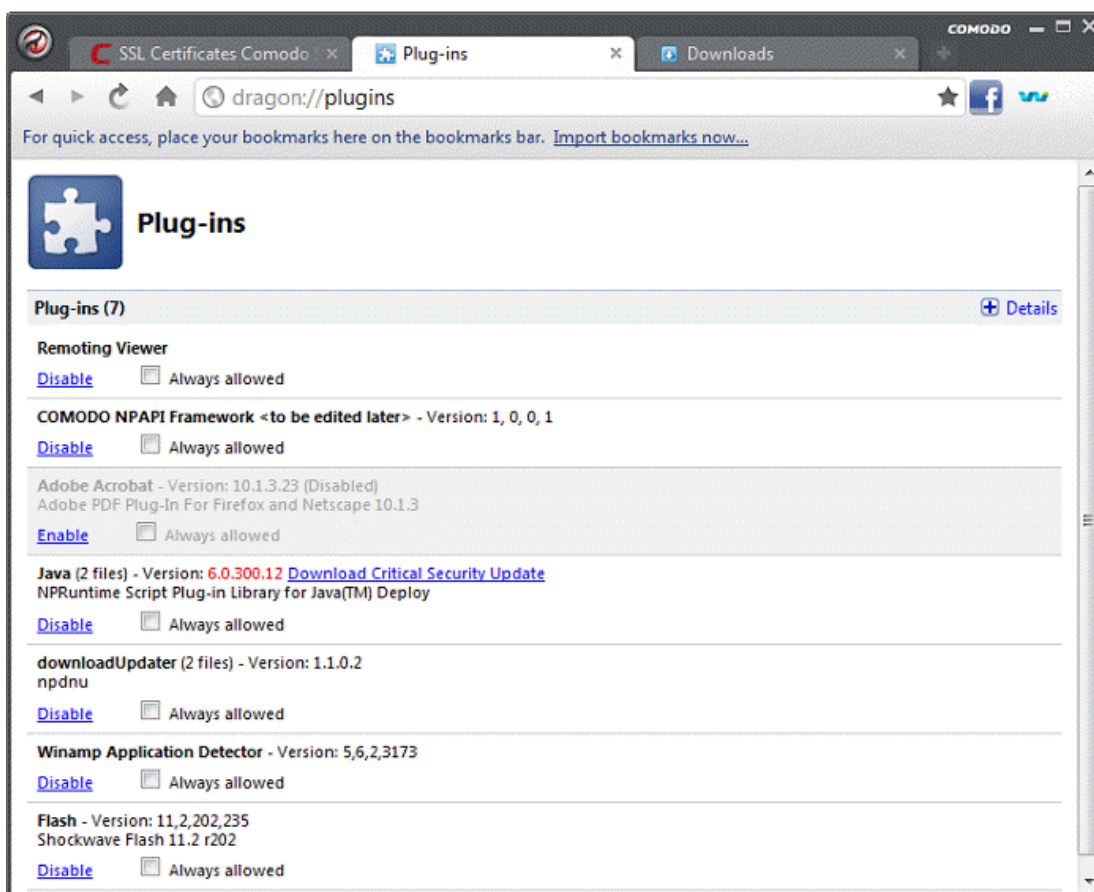 COMODO
SSL Certificates Comodo S
Plug-ins
Downloads
dragon://plugins
For quick access, place your bookmarks here on the bookmarks bar. Import bookmarks now...
Plug-ins
Plug-ins (7) Details
Remoting Viewer
Disable Always allowed
COMODO NPAPI Framework <to be edited later> - Version: 1, 0, 0, 1
Disable Always allowed
Adobe Acrobat - Version: 10.1.3.23 (Disabled)
Adobe PDF Plug-In For Firefox and Netscape 10.1.3
Enable Always allowed
Java (2 files) - Version: 6.0.300.12 Download Critical Security Update
NPRuntime Script Plug-in Library for Java(TM) Deploy
Disable Always allowed
downloadUpdater (2 files) - Version: 1.1.0.2
npdnu
Disable Always allowed
Winamp Application Detector - Version: 5,6,2,3173
Disable Always allowed
Flash - Version: 11,2,202,235
Shockwave Flash 11.2 r202
Disable Always allowed